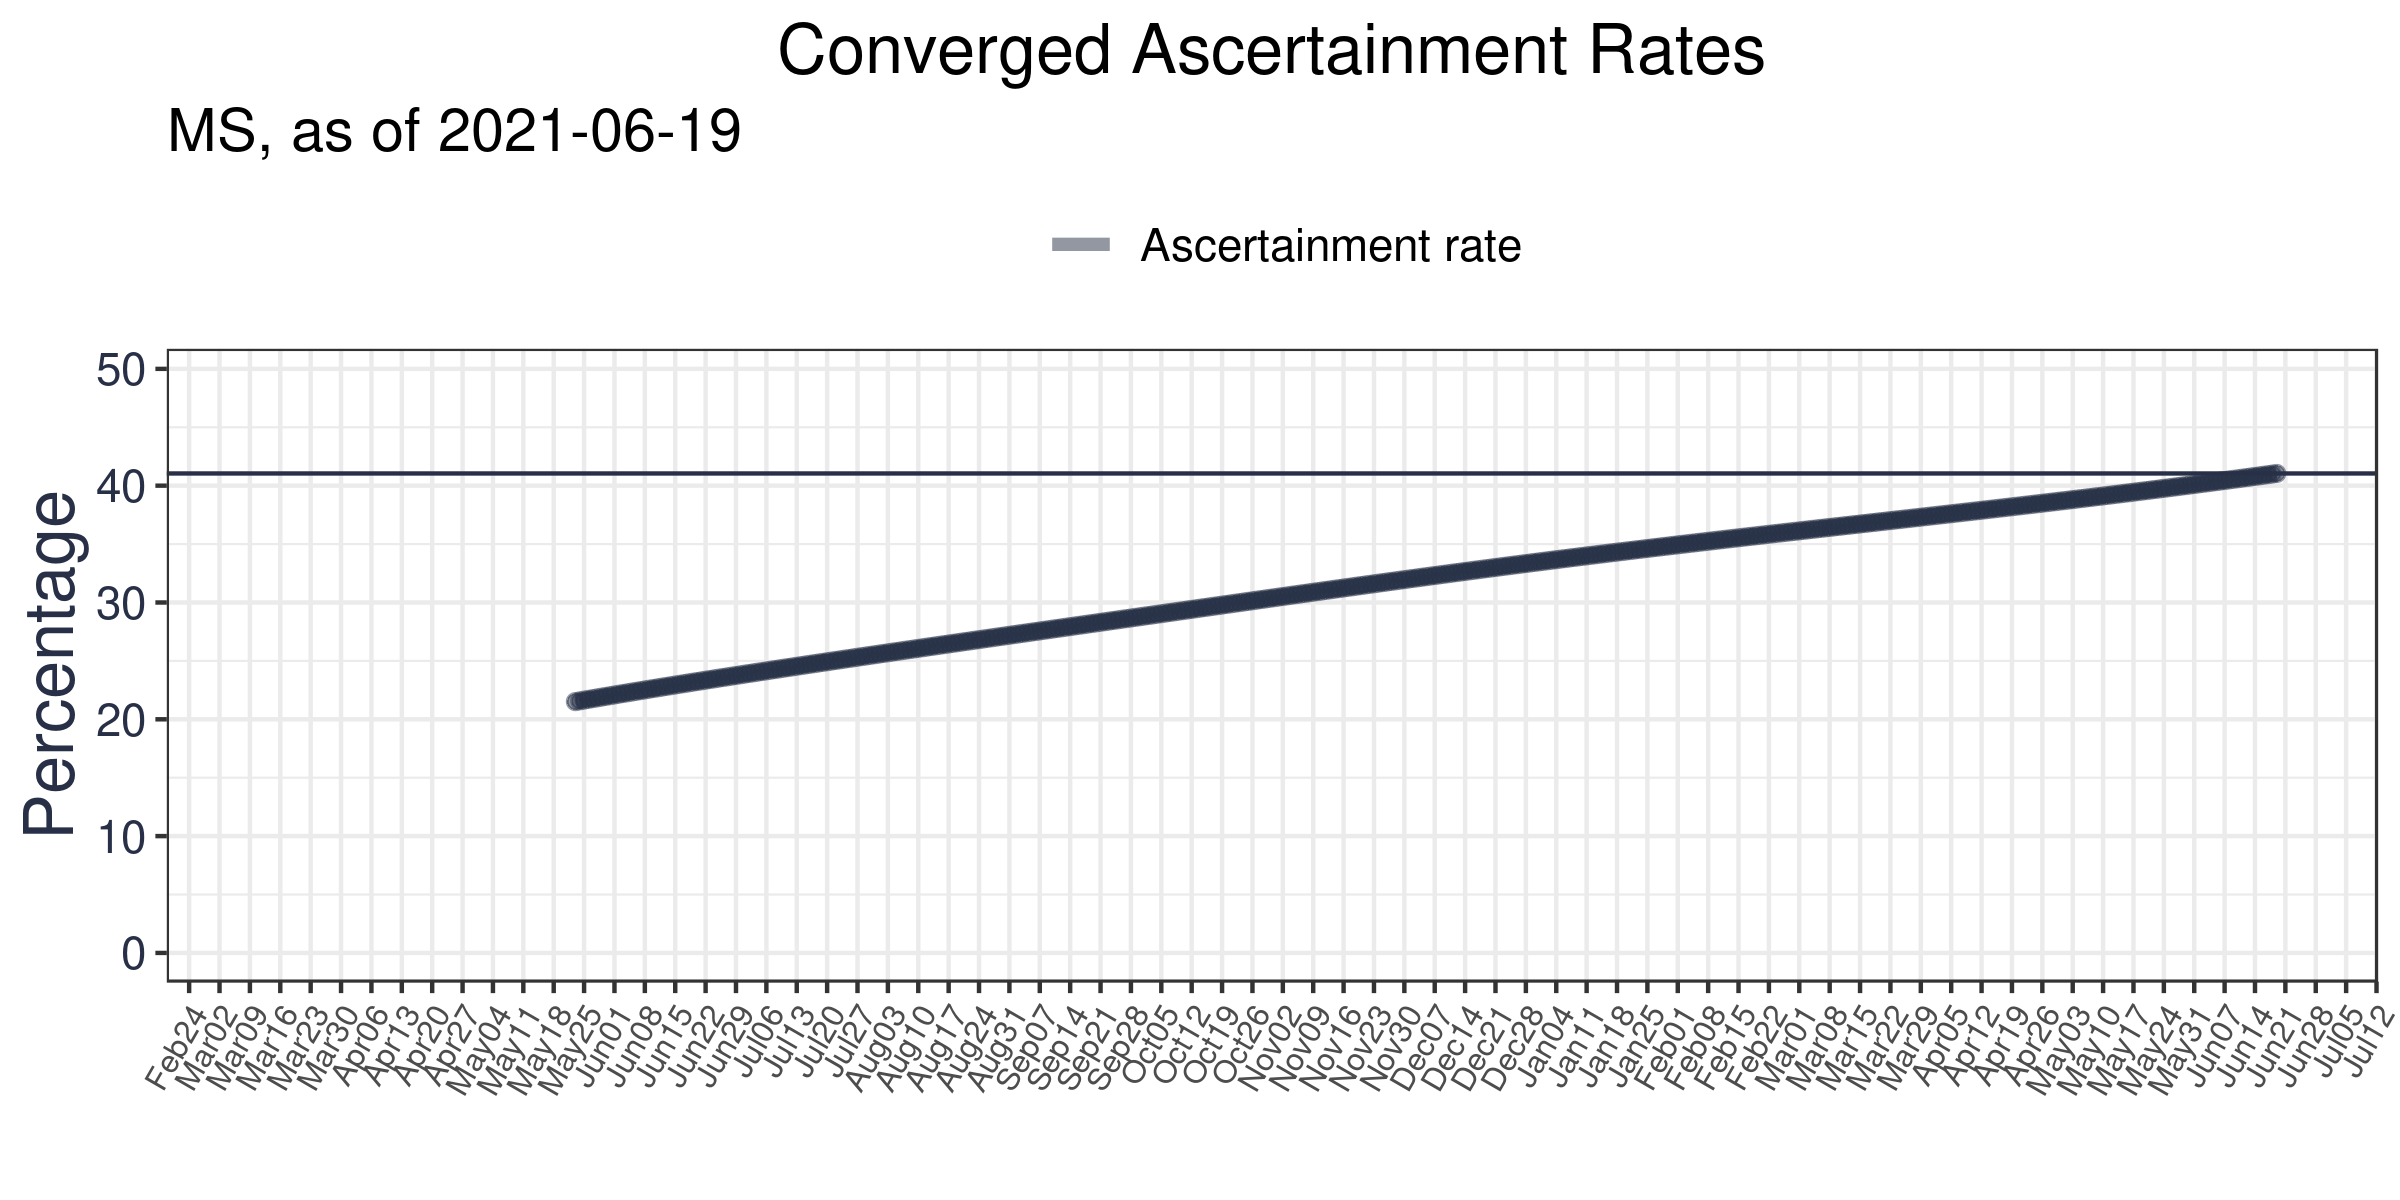 Converged Ascertainment Rates
MS, as of 2021-06-19
Ascertainment rate
Percentage
50
40
30
20
10
0
Feb24
Mar02
Mar09
Mar16
Mar23
Mar30
Apr06
Apr13
Apr20
Apr27
May04
May11
May18
May25
Jun01
Jun08
Jun15
Jun22
Jun29
Jul06
Jul13
Jul20
Jul27
Aug03
Aug10
Aug17
Aug24
Aug31
Sep07
Sep14
Sep21
Sep28
Oct05
Oct12
Oct19
Oct26
Nov02
Nov09
Nov16
Nov23
Nov30
Dec07
Dec14
Dec21
Dec28
Jan04
Jan11
Jan18
Jan25
Feb01
Feb08
Feb15
Feb22
Mar01
Mar08
Mar15
Mar22
Mar29
Apr05
Apr12
Apr19
Apr26
May03
May10
May17
May24
May31
Jun07
Jun14
Jun21
Jun28
Jul05
Jul12